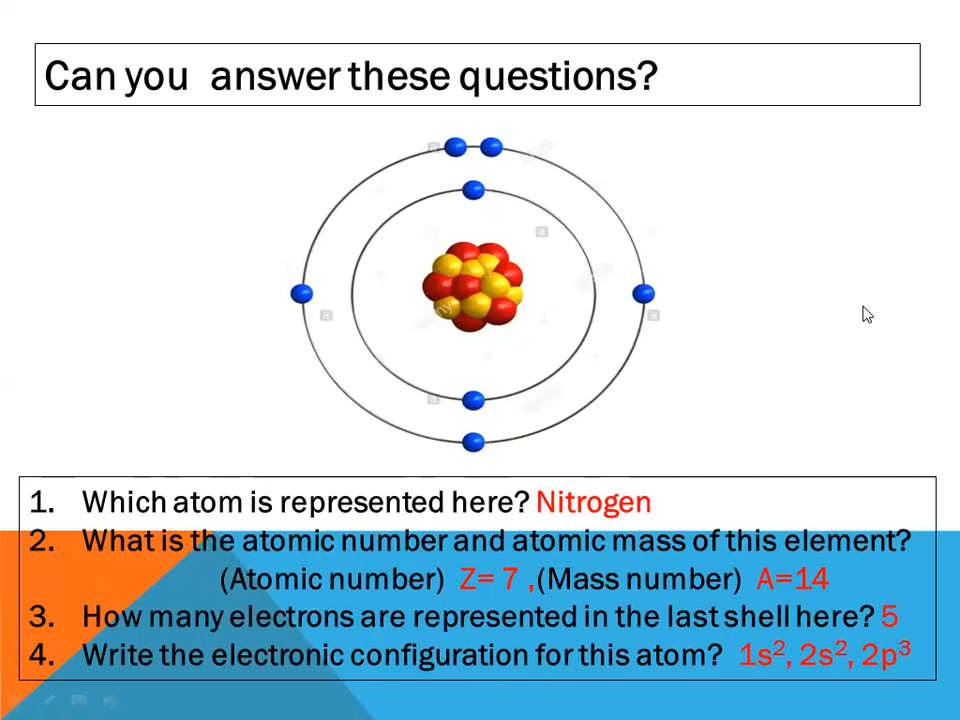 Can you answer these questions?
a
a
a
a
a
1. Which atom is represented here? Nitrogen
2. What is the atomic number and atomic mass of this element?
(Atomic number) Z= 7 ,(Mass number) A=14
3. How many electrons are represented in the last shell here? 5
4. Write the electronic configuration for this atom? 1s², 2s², 2p³